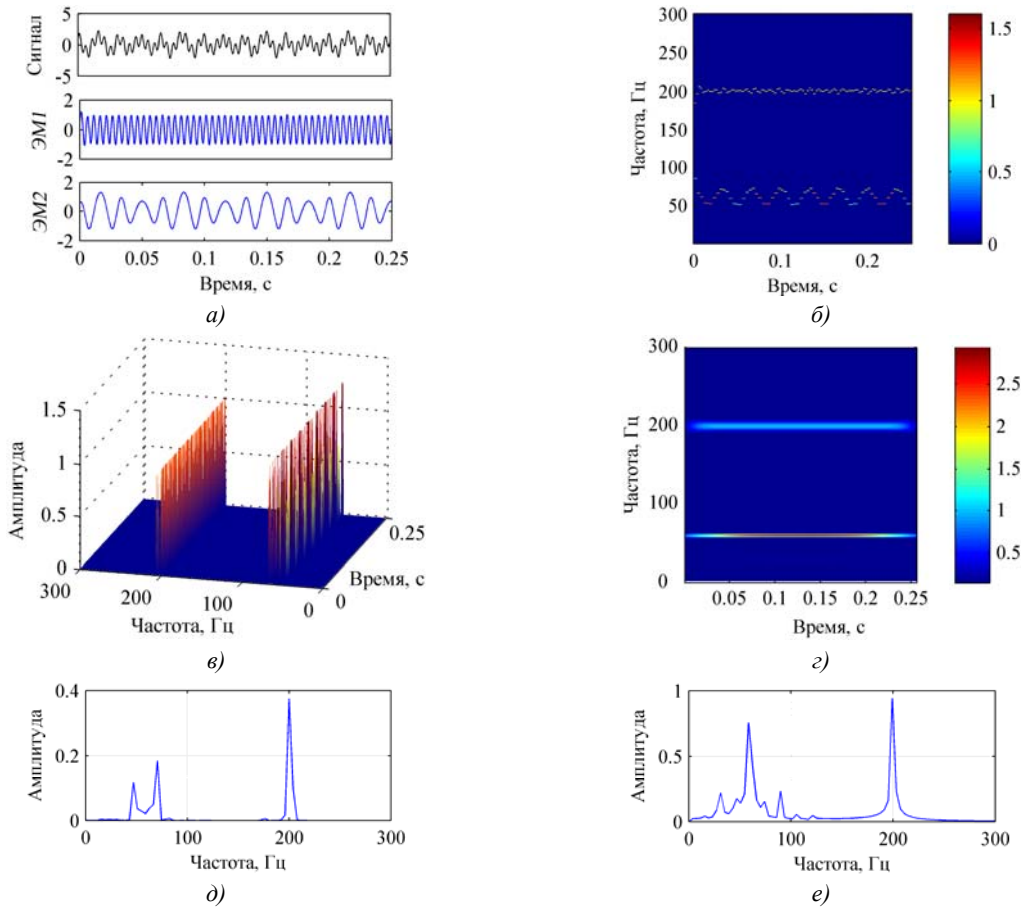 5
0
-5
Сигнал
2
0
-2
ЭМ1
2
0
-2
ЭМ2
0 0.05 0.1 0.15 0.2 0.25
Время, с
а)
300
250
200
150
100
50
Частота, Гц
0 0.1 0.2
Время, с
1.5
1
0.5
0
б)
1.5
1
0.5
0
Амплитуда
300 200 100 0
Частота, Гц
0 0.25
Время, с
в)
300
200
100
0
Частота, Гц
0.05 0.1 0.15 0.2 0.25
Время, с
2.5
2
1.5
1
0.5
г)
0.4
0.2
0
Амплитуда
0 100 200 300
Частота, Гц
д)
1
0.5
0
Амплитуда
0 100 200 300
Частота, Гц
е)